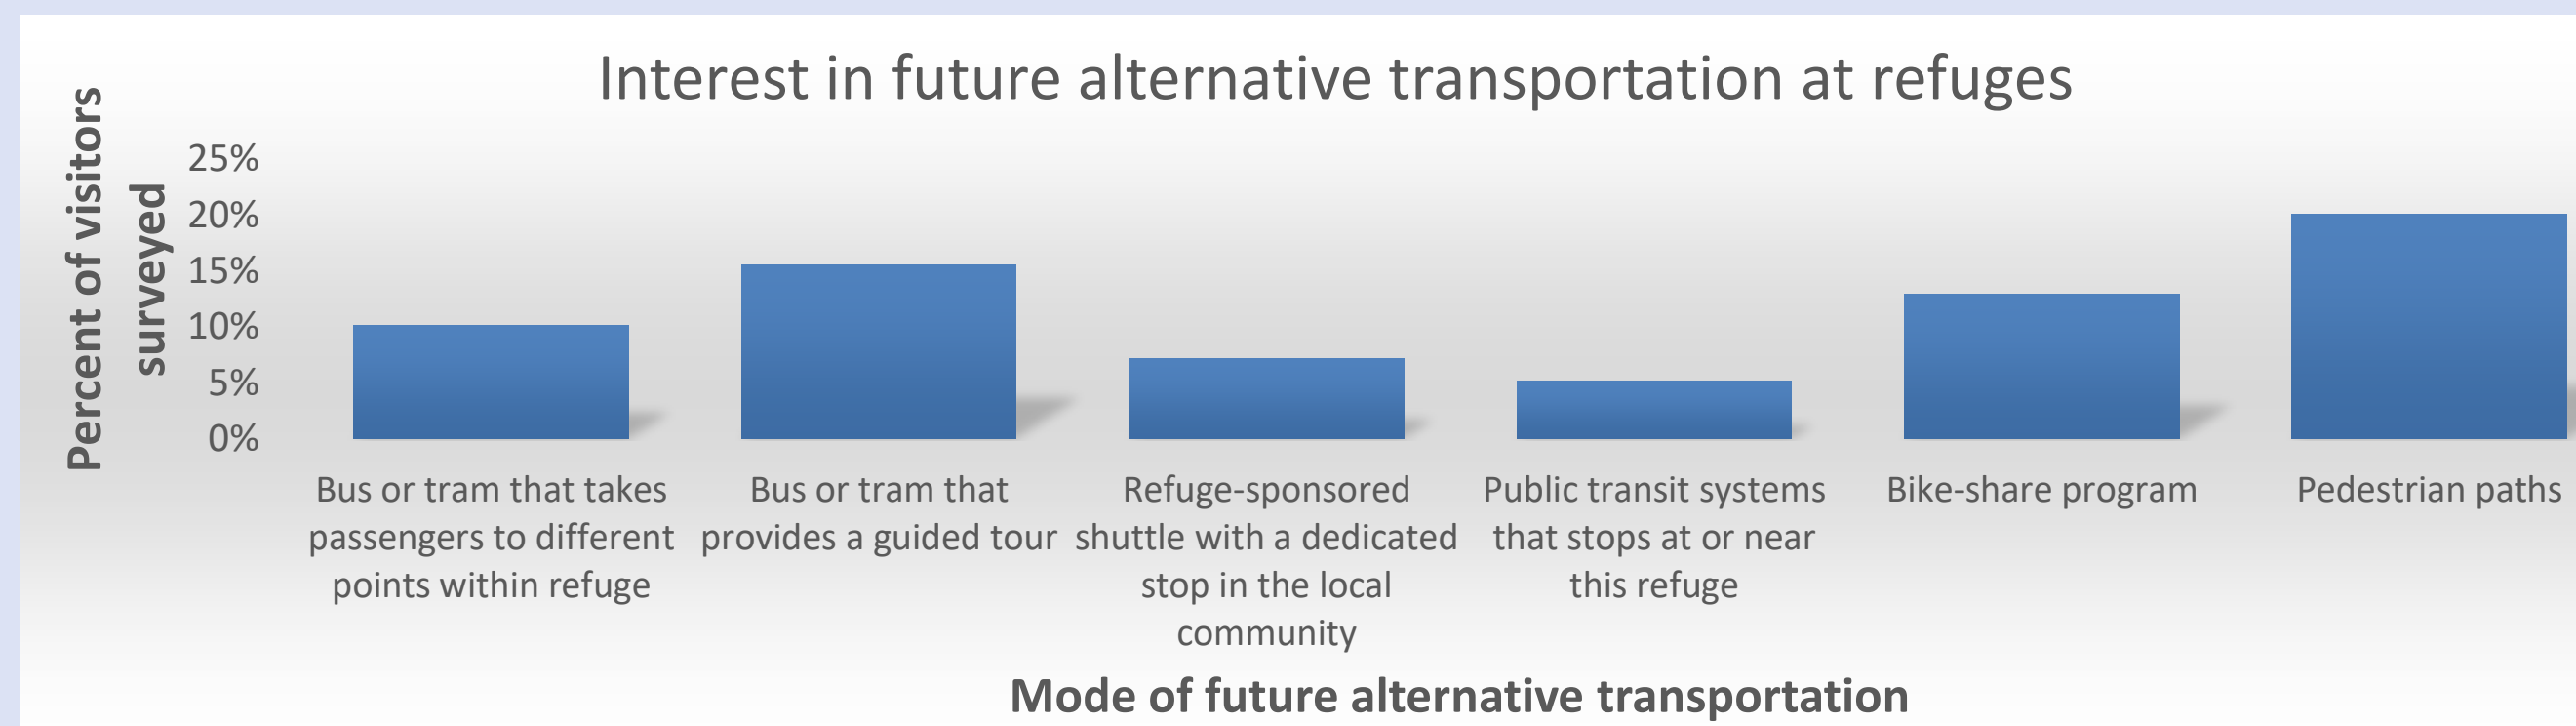 Interest in future alternative transportation at refuges
Percent of visitors
surveyed
25%
20%
15%
10%
5%
0%
Bus or tram that takes
passengers to different
points within refuge
Bus or tram that
provides a guided tour
Refuge-sponsored
shuttle with a dedicated
stop in the local
community
Public transit systems
that stops at or near
this refuge
Bike-share program
Pedestrian paths
Mode of future alternative transportation